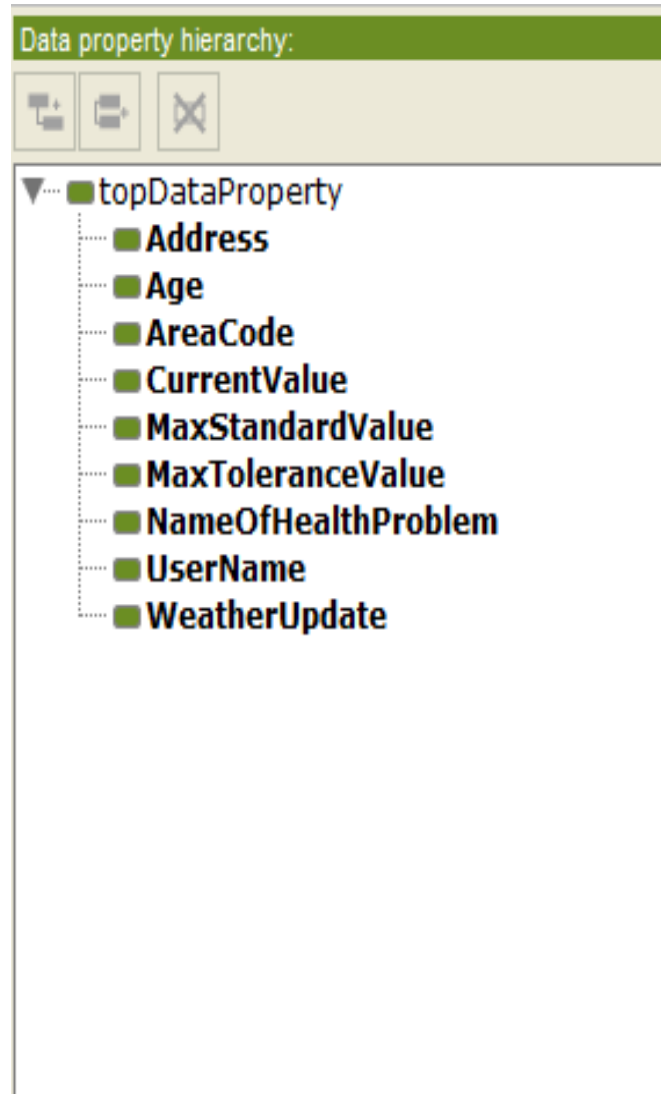 Data property hierarchy:
topDataProperty
Address
Age
AreaCode
CurrentValue
MaxStandardValue
MaxToleranceValue
NameOfHealthProblem
UserName
WeatherUpdate